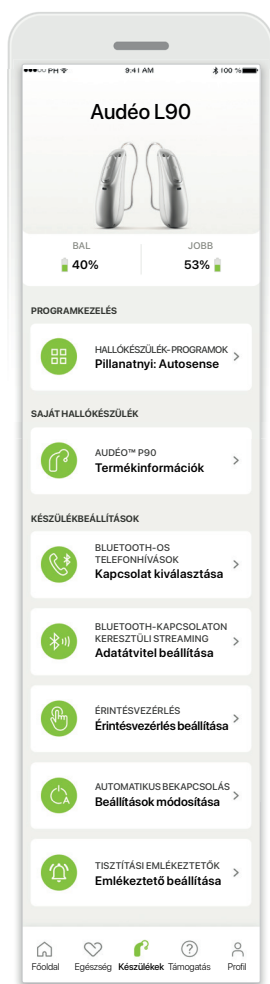 PH 9:41 AM 100 %
Audéo L90
BAL JOBB
40% 53%
PROGRAMKEZELÉS
HALLÓKÉSZÜLÉK-PROGRAMOK
Pillanatnyi: Autosense
SAJÁT HALLÓKÉSZÜLÉK
AUDÉO™ P90
Termékinformációk
KÉSZÜLÉKBEÁLLÍTÁSOK
BLUETOOTH-OS
TELEFONHÍVÁSOK
Kapcsolat kiválasztása
BLUETOOTH-KAPCSOLATON
KERESZTÜLI STREAMING
Adatátvitel beállítása
ÉRINTÉSVEZÉRLÉS
Érintésvezérlés beállítása
AUTOMATIKUS BEKAPCSOLÁS
Beállítások módosítása
TISZTÍTÁSI EMLÉKEZTETŐK
Emlékeztető beállítása
Főoldal Egészség Készülékek Támogatás Profil